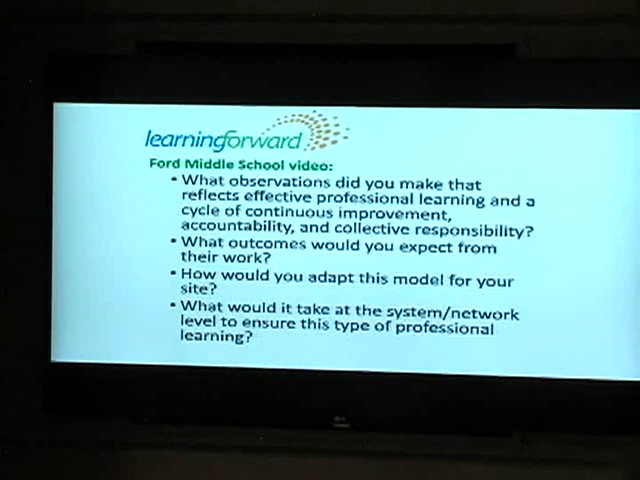 learningforward
Ford Middle School video:
• What observations did you make that
reflects effective professional learning and a
cycle of continuous improvement,
accountability, and collective responsibility?
• What outcomes would you expect from
their work?
• How would you adapt this model for your
site?
• What would it take at the system/network
level to ensure this type of professional
learning?